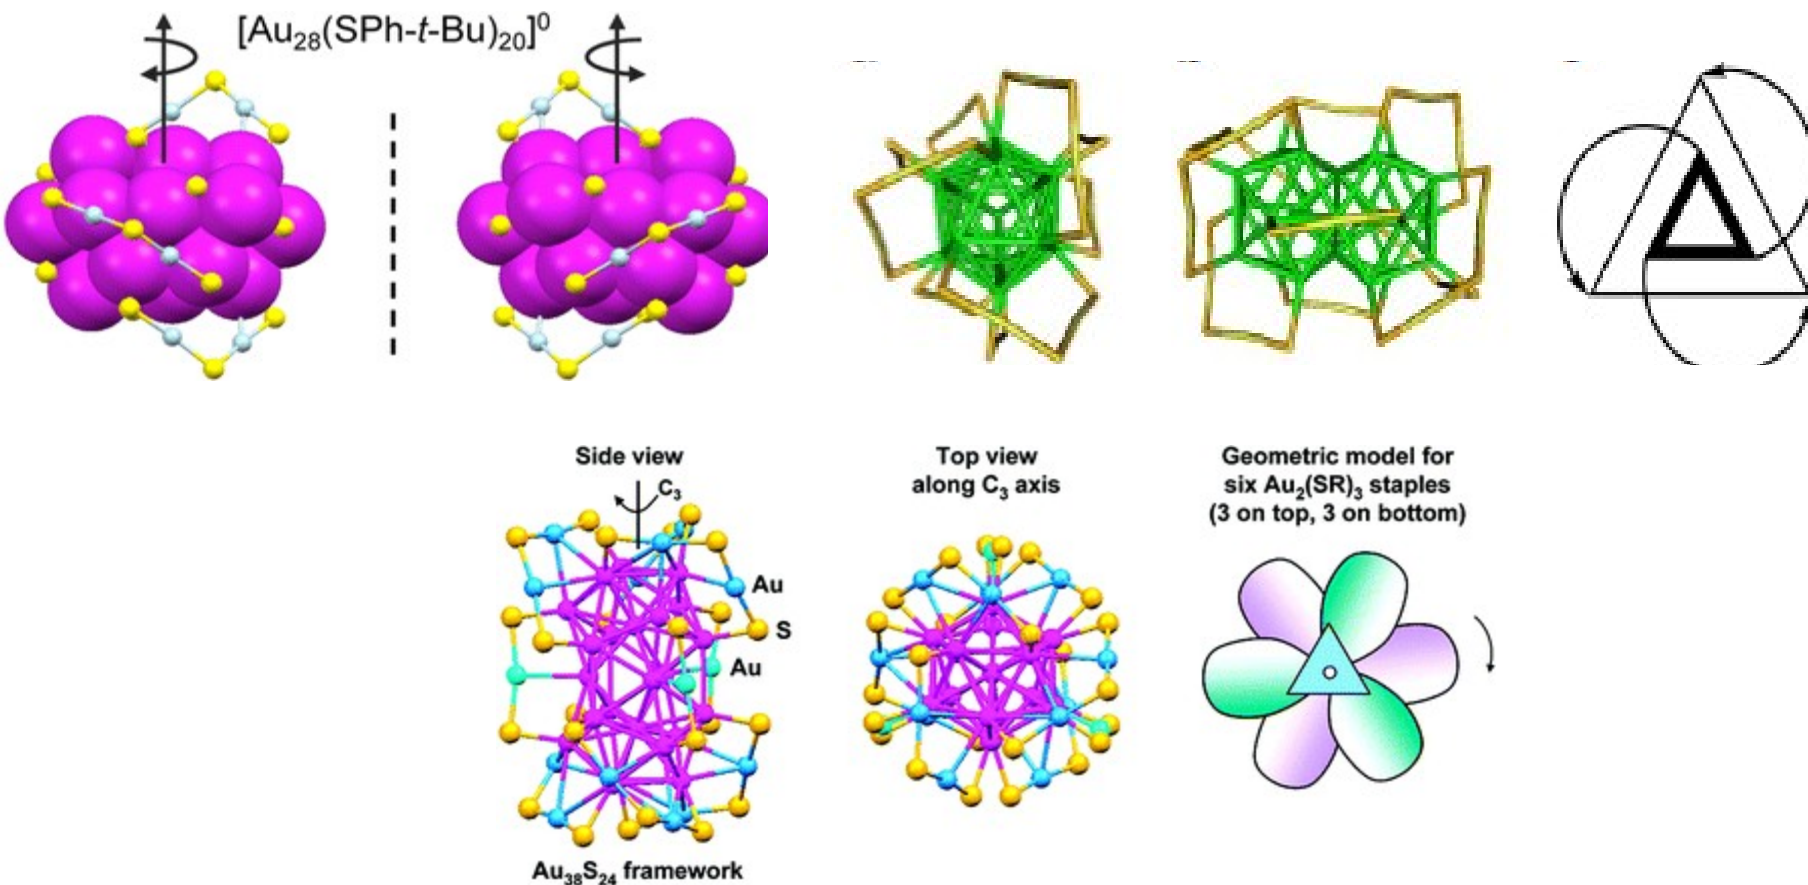 [Au28(SPh-t-Bu)20]0
Side view
C3
Au
S
Au
Au38S24 framework
Top view
along C3 axis
Geometric model for
six Au2(SR)3 staples
(3 on top, 3 on bottom)